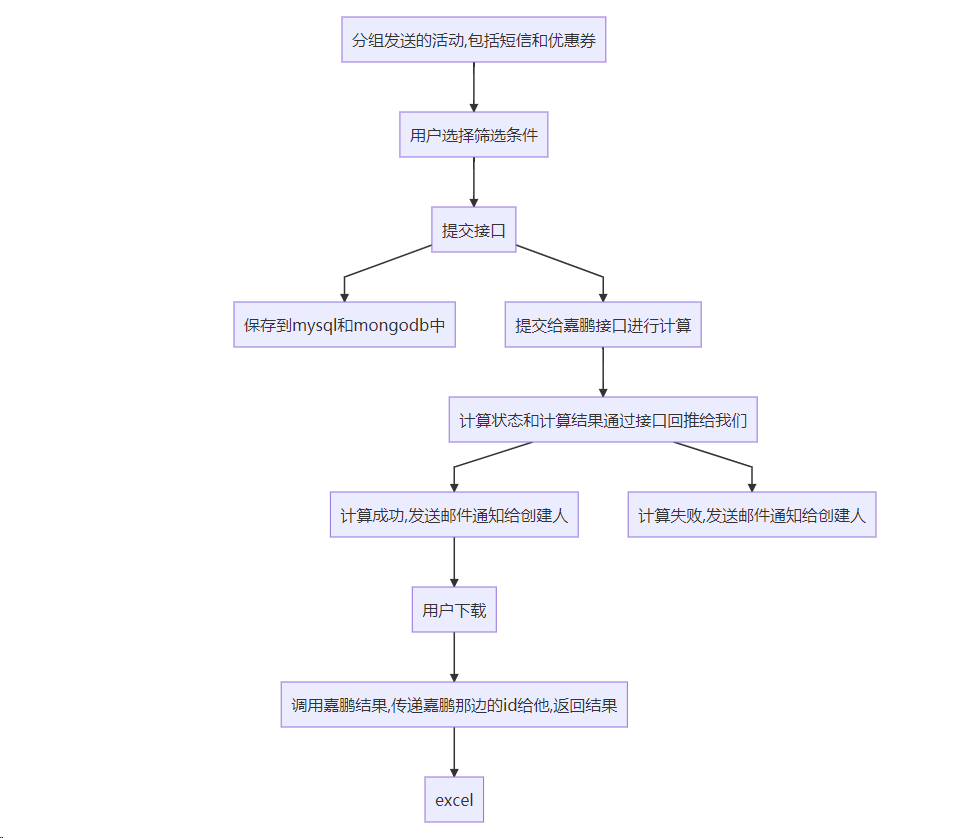 分组发送的活动,包括短信和优惠券
用户选择筛选条件
提交接口
保存到mysql和mongodb中
提交给嘉鹏接口进行计算
计算状态和计算结果通过接口回推给我们
计算成功,发送邮件通知给创建人
计算失败,发送邮件通知给创建人
用户下载
调用嘉鹏结果,传递嘉鹏那边的id给他,返回结果
excel